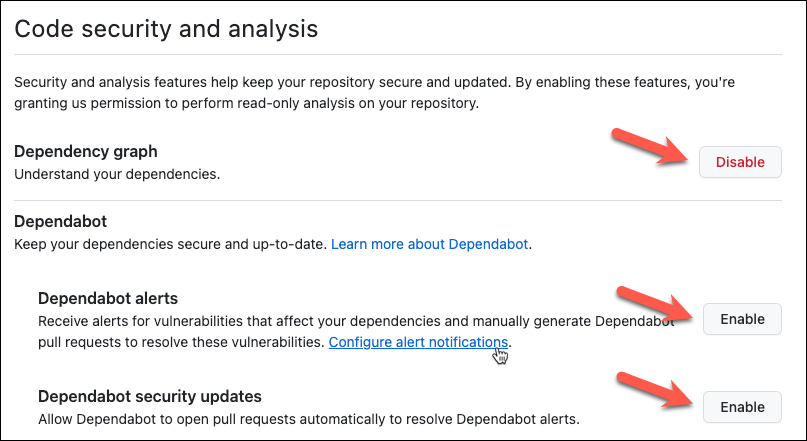 Code security and analysis
Security and analysis features help keep your repository secure and updated. By enabling these features, you're
granting us permission to perform read-only analysis on your repository.
Dependency graph
Understand your dependencies.
Disable
Dependabot
Keep your dependencies secure and up-to-date. Learn more about Dependabot.
Dependabot alerts
Receive alerts for vulnerabilities that affect your dependencies and manually generate Dependabot
pull requests to resolve these vulnerabilities. Configure alert notifications.
Enable
Dependabot security updates
Allow Dependabot to open pull requests automatically to resolve Dependabot alerts.
Enable